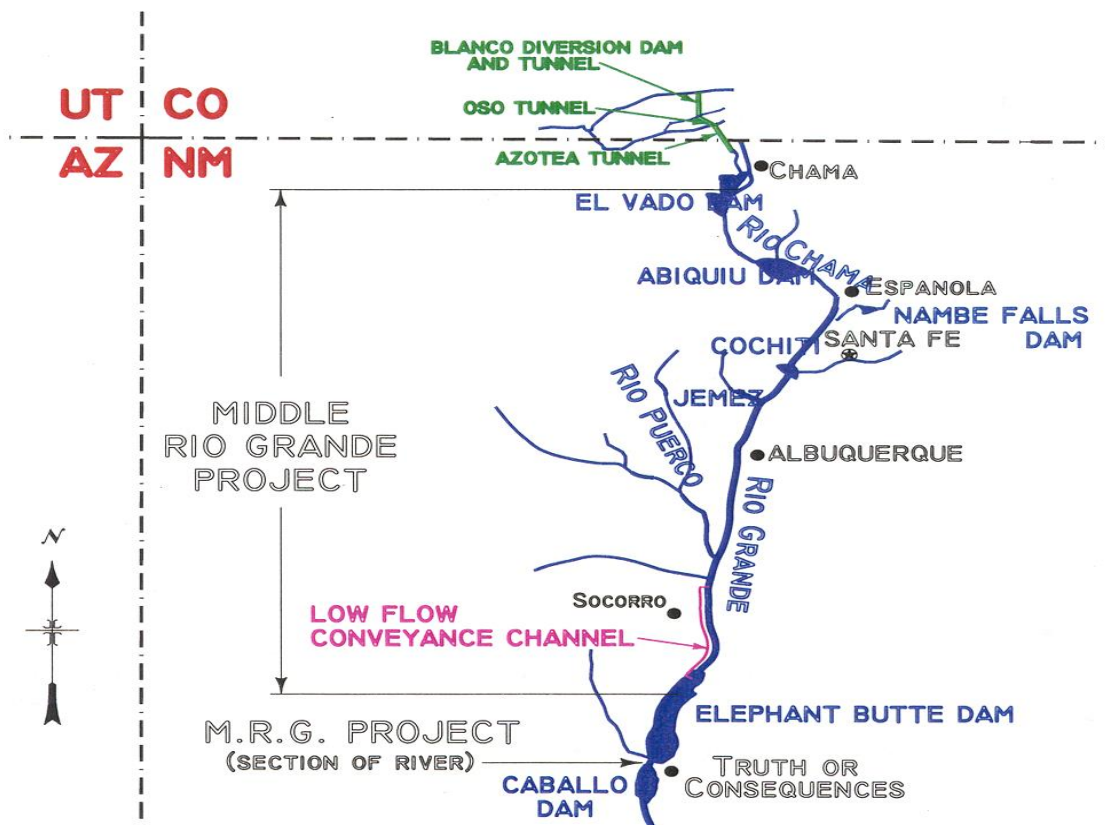 BLANCO DIVERSION DAM
AND TUNNEL
UT
CO
OSO TUNNEL
AZ
NM
AZOTEA TUNNEL
CHAMA
EL VADO DAM
RIO CHAMA
ABIQUIU DAM
ESPANOLA
NAMBE FALLS
DAM
SANTA FE
COCHITI
RIO PUERCO
JEMEZ
MIDDLE
RIO GRANDE
PROJECT
ALBUQUERQUE
RIO GRANDE
N
SOCORRO
LOW FLOW
CONVEYANCE CHANNEL
ELEPHANT BUTTE DAM
M.R.G. PROJECT
(SECTION OF RIVER)
TRUTH OR
CONSEQUENCES
CABALLO
DAM